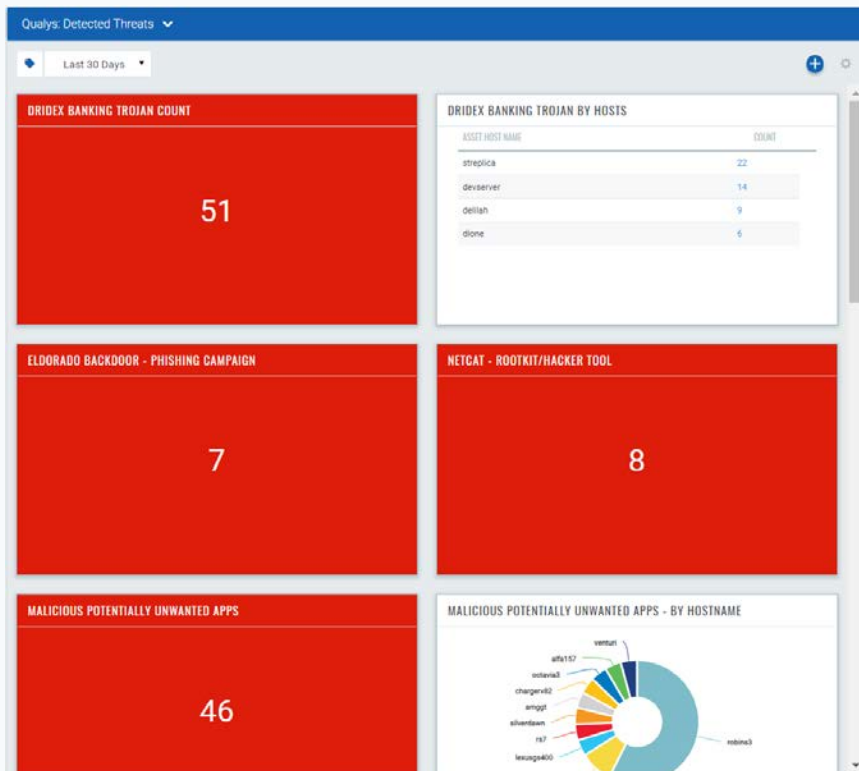 Qualys: Detected Threats
Last 30 Days
DRIDEX BANKING TROJAN COUNT
51
DRIDEX BANKING TROJAN BY HOSTS
ASSET HOST NAME COUNT
streplica 22
devserver 14
delilah 9
dione 6
ELDORADO BACKDOOR - PHISHING CAMPAIGN
7
NETCAT - ROOTKIT/HACKER TOOL
8
MALICIOUS POTENTIALLY UNWANTED APPS
46
MALICIOUS POTENTIALLY UNWANTED APPS - BY HOSTNAME
venturi
alfa157
octavia3
chargerv82
amggt
silverdawn
rs7
lexusgs400
robins3